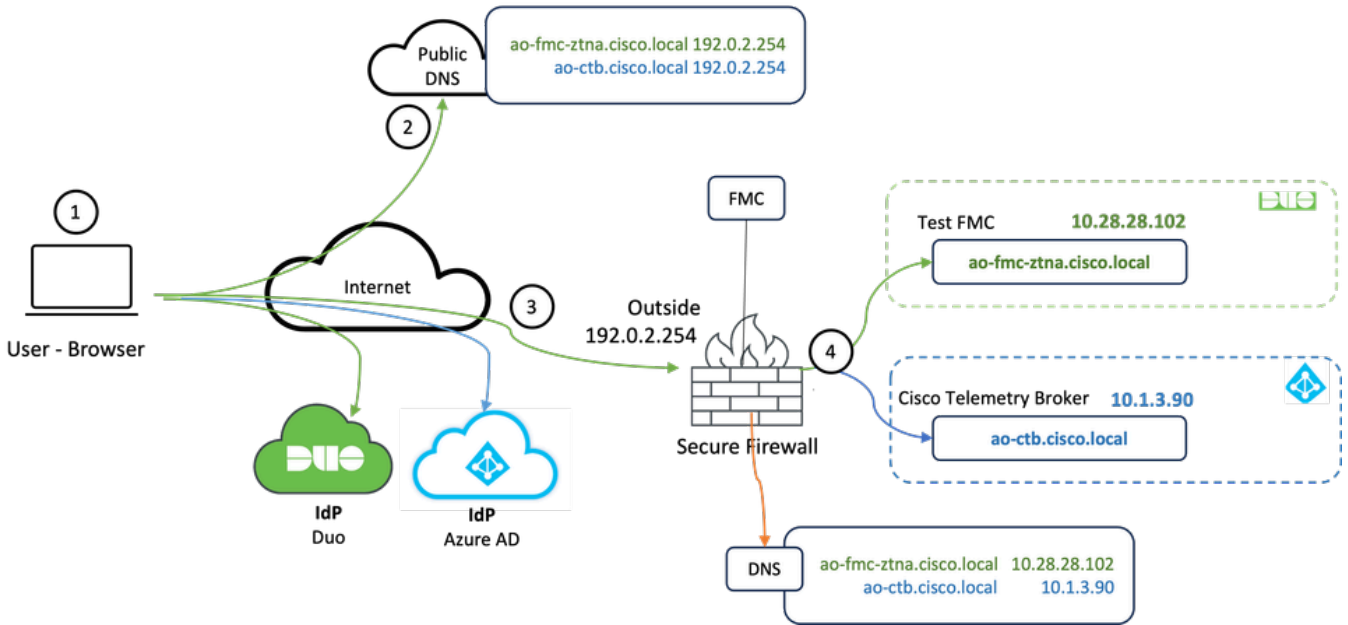 Public
DNS
ao-fmc-ztna.cisco.local 192.0.2.254
ao-ctb.cisco.local 192.0.2.254
2
1
FMC
DUO
Test FMC 10.28.28.102
ao-fmc-ztna.cisco.local
Internet
3
Outside
192.0.2.254
4
User - Browser
Cisco Telemetry Broker 10.1.3.90
ao-ctb.cisco.local
Secure Firewall
DUO
IdP
Duo
IdP
Azure AD
DNS
ao-fmc-ztna.cisco.local 10.28.28.102
ao-ctb.cisco.local 10.1.3.90